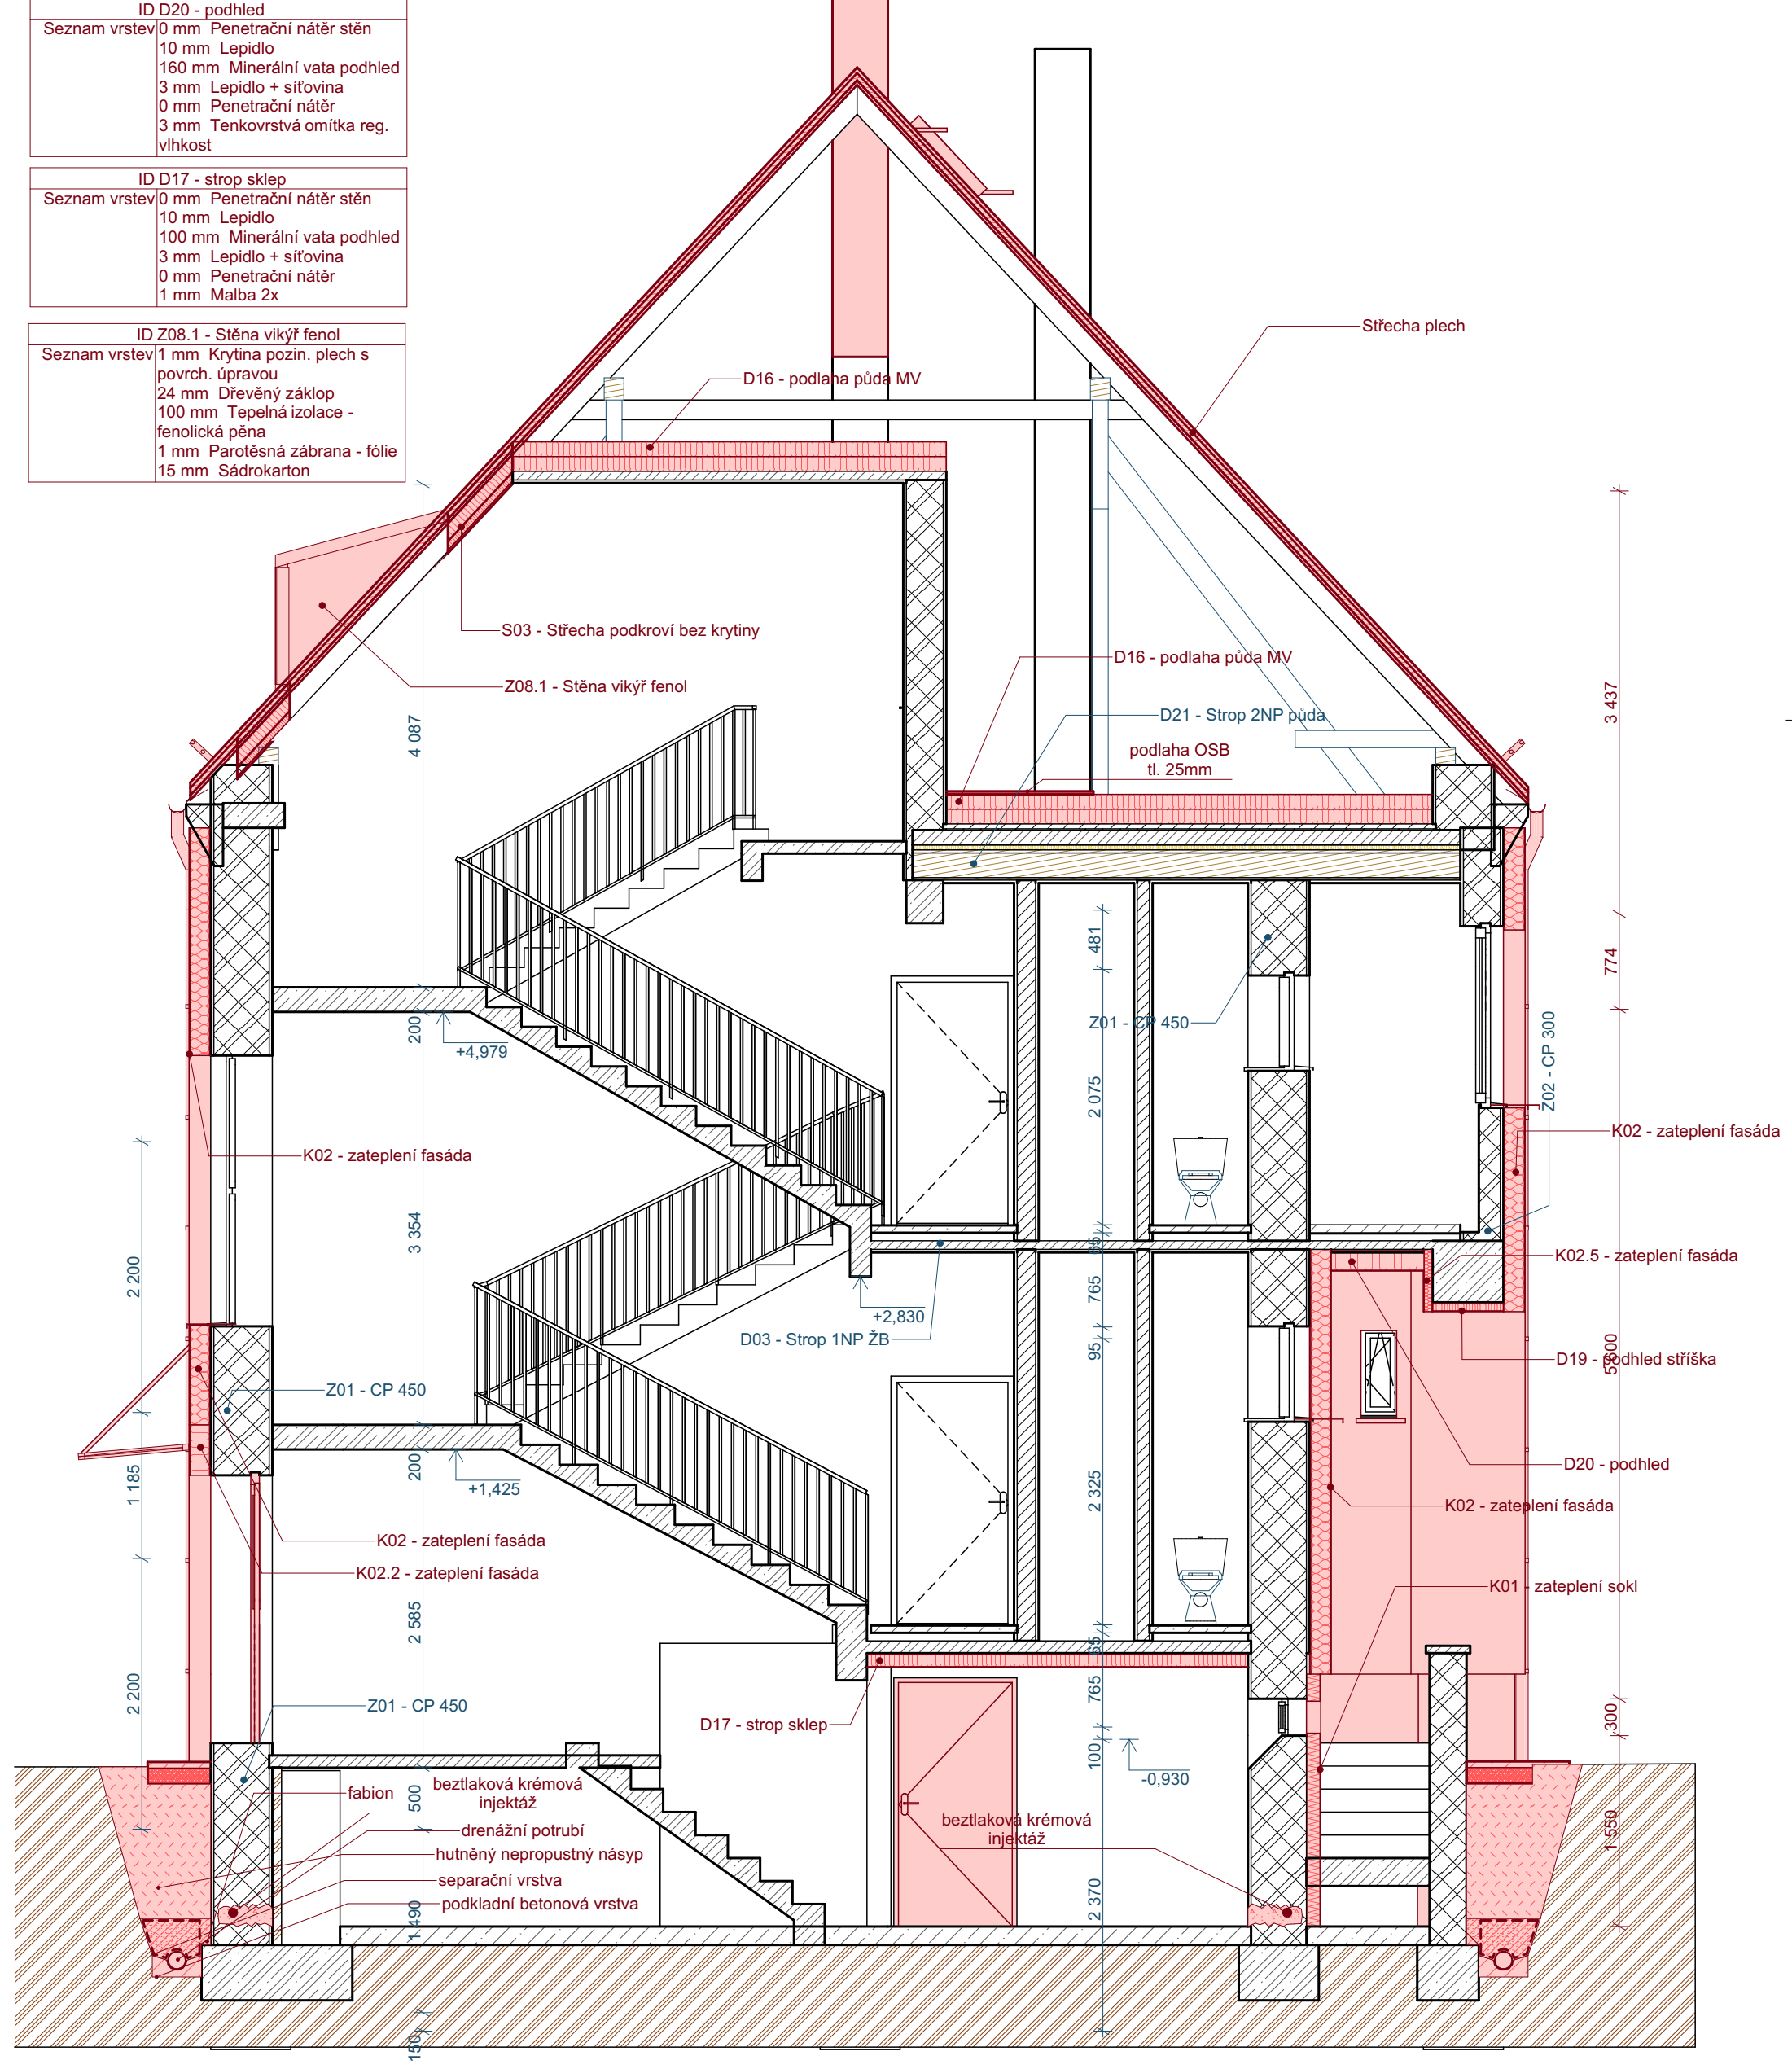 ID D20 - podhled
Seznam vrstev 0 mm Penetrační nátěr stěn
10 mm Lepidlo
160 mm Minerální vata podhled
3 mm Lepidlo + síťovina
0 mm Penetrační nátěr
3 mm Tenkovrstvá omítka reg.
vlhkost
ID D17 - strop sklep
Seznam vrstev 0 mm Penetrační nátěr stěn
10 mm Lepidlo
100 mm Minerální vata podhled
3 mm Lepidlo + síťovina
0 mm Penetrační nátěr
1 mm Malba 2x
ID Z08.1 - Stěna vikýř fenol
Seznam vrstev 1 mm Krytina pozin. plech s
povrch. úpravou
24 mm Dřevěný záklop
100 mm Tepelná izolace -
fenolická pěna
1 mm Parotěsná zábrana - fólie
15 mm Sádrokarton
Střecha plech
D16 - podlaha půda MV
S03 - Střecha podkroví bez krytiny
Z08.1 - Stěna vikýř fenol
D16 - podlaha půda MV
D21 - Strop 2NP půda
podlaha OSB
tl. 25mm
4 087
3 437
481
774
200
+4,979
Z01 - CP 450
Z02 - CP 300
2 075
K02 - zateplení fasáda
K02 - zateplení fasáda
3 354
2 200
65
765
K02.5 - zateplení fasáda
+2,830
D03 - Strop 1NP ŽB
95
D19 - podhled stříška
5 600
Z01 - CP 450
200
+1,425
1 185
2 325
D20 - podhled
K02 - zateplení fasáda
K02 - zateplení fasáda
K02.2 - zateplení fasáda
K01 - zateplení sokl
2 585
65
765
2 200
Z01 - CP 450
D17 - strop sklep
300
100
-0,930
fabion
beztlaková krémová
injektáž
500
drenážní potrubí
hutněný nepropustný násyp
separační vrstva
podkladní betonová vrstva
beztlaková krémová
injektáž
1 550
1 490
2 370
150